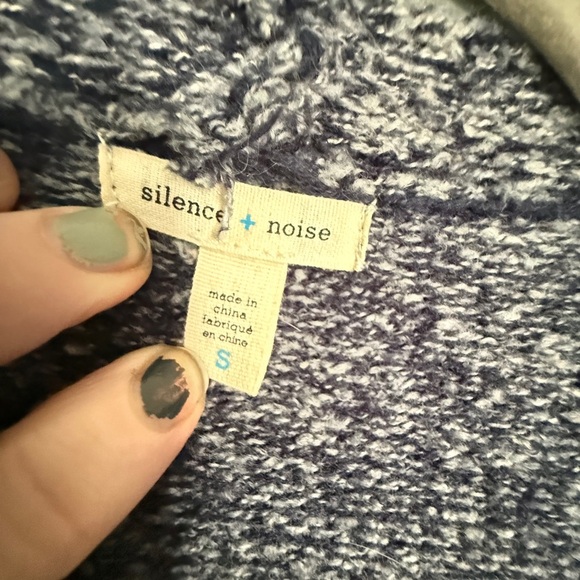 silence + noise
made in
china
fabriqué
en chine
S